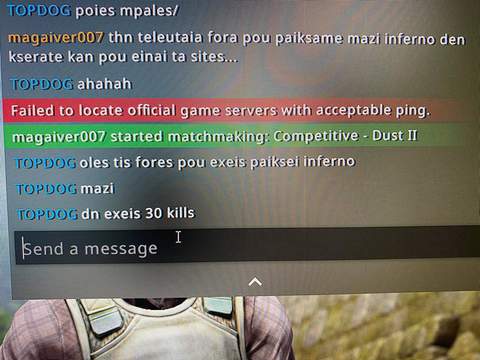 TOPDOG poies mpales/
magaiver007 thn teleutaia fora pou paiksame mazi inferno den
kserate kan pou einai ta sites...
TOPDOG ahahah
Failed to locate official game servers with acceptable ping.
magaiver007 started matchmaking: Competitive - Dust II
TOPDOG oles tis fores pou exeis paiksei inferno
TOPDOG mazi
TOPDOG dn exeis 30 kills
Send a message